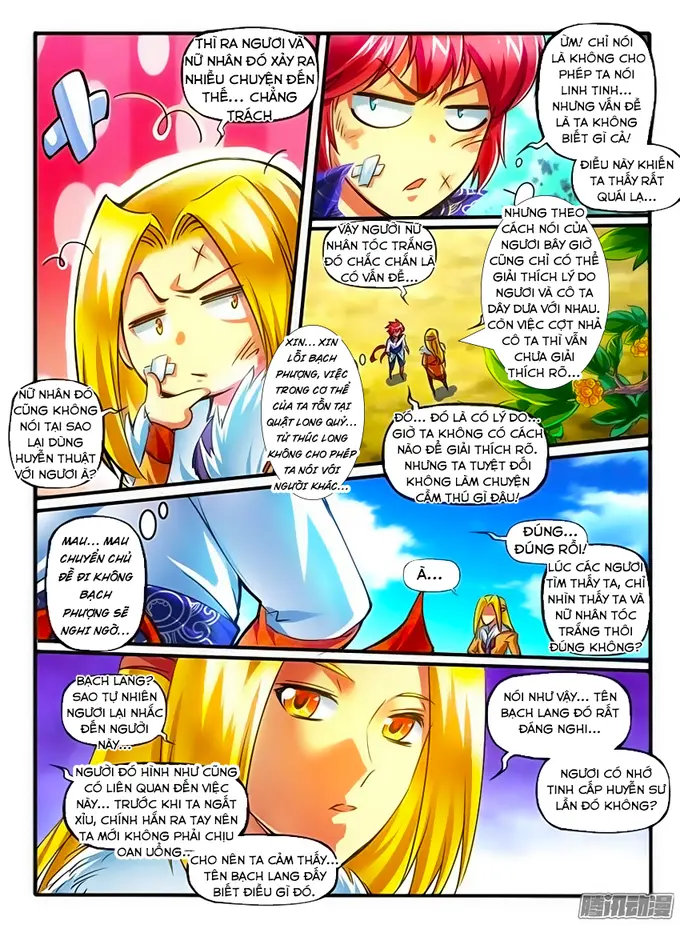 THÌ RA NGƯƠI VÀ
NỮ NHÂN ĐÓ XẢY RA
NHIỀU CHUYỆN ĐẾN
THẾ... CHẲNG
TRÁCH...
ỪM! CHỈ NÓI
LÀ KHÔNG CHO
PHÉP TA NÓI
LINH TINH...
NHƯNG VẤN ĐỀ
LÀ TA KHÔNG
BIẾT GÌ CẢ!
ĐIỀU NÀY KHIẾN
TA THẤY RẤT
QUÁI LẠ...
NỮ NHÂN ĐÓ
CŨNG KHÔNG
NÓI TẠI SAO
LẠI DÙNG
HUYỄN THUẬT
VỚI NGƯƠI À?
VẬY NGƯỜI NỮ
NHÂN TÓC TRẮNG
ĐÓ CHẮC CHẮN LÀ
CÓ VẤN ĐỀ...
NHƯNG THEO
CÁCH NÓI CỦA
NGƯƠI BÂY GIỜ
CŨNG CHỈ CÓ THỂ
GIẢI THÍCH LÝ DO
NGƯƠI VÀ CÔ TA
DÂY DƯA VỚI NHAU.
CÒN VIỆC CỢT NHẢ
CÔ TA THÌ VẪN
CHƯA GIẢI
THÍCH RÕ...
XIN... XIN
LỖI BẠCH
PHƯỢNG, VIỆC
TRONG CƠ THỂ
CỦA TA TỒN TẠI
QUẬT LONG QUỶ...
TỬ THÚC LONG
KHÔNG CHO PHÉP
TA NÓI VỚI
NGƯỜI KHÁC...
ĐÓ... ĐÓ LÀ CÓ LÝ DO...
GIỜ TA KHÔNG CÓ CÁCH
NÀO ĐỂ GIẢI THÍCH RÕ.
NHƯNG TA TUYỆT ĐỐI
KHÔNG LÀM CHUYỆN
CẦM THÚ GÌ ĐÂU!
MAU... MAU
CHUYỂN CHỦ
ĐỀ ĐI KHÔNG
BẠCH
PHƯỢNG SẼ
NGHI NGỜ...
À...
ĐÚNG...
ĐÚNG RỒI!
LÚC CÁC NGƯƠI
TÌM THẤY TA, CHỈ
NHÌN THẤY TA VÀ
NỮ NHÂN TÓC
TRẮNG THÔI
ĐÚNG KHÔNG?
BẠCH LANG?
SAO TỰ NHIÊN
NGƯƠI LẠI NHẮC
ĐẾN NGƯỜI
NÀY...
NGƯỜI ĐÓ HÌNH NHƯ CŨNG
CÓ LIÊN QUAN ĐẾN VIỆC
NÀY... TRƯỚC KHI TA NGẤT
XỈU, CHÍNH HẮN RA TAY NÊN
TA MỚI KHÔNG PHẢI CHỊU
OAN UỔNG...
CHO NÊN TA CẢM THẤY...
TÊN BẠCH LANG ĐẤY
BIẾT ĐIỀU GÌ ĐÓ.
NÓI NHƯ VẬY... TÊN
BẠCH LANG ĐÓ RẤT
ĐÁNG NGHI...
NGƯƠI CÓ NHỚ
TINH CẤP HUYỄN SƯ
LẦN ĐÓ KHÔNG?
腾讯动漫